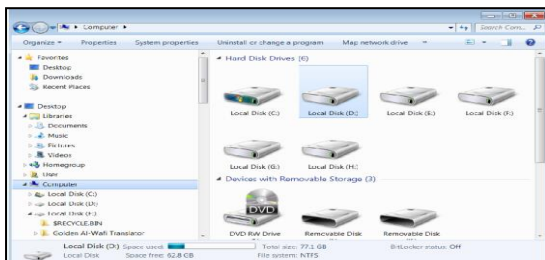 Computer
Search Com...
Organize
Properties
System properties
Uninstall or change a program
Map network drive
Favorites
Desktop
Downloads
Recent Places
Desktop
Libraries
Documents
Music
Pictures
Videos
Homegroup
User
Computer
Local Disk (C:)
Local Disk (D:)
Local Disk (E:)
$RECYCLE.BIN
Golden Al-Wafi Translator
Hard Disk Drives (6)
Local Disk (C:)
Local Disk (D:)
Local Disk (E:)
Local Disk (F:)
Local Disk (G:)
Local Disk (H:)
Devices with Removable Storage (3)
DVD
DVD RW Drive
Removable Disk
Removable Disk
Local Disk (D:) Space used:
Total size: 77.1 GB
BitLocker status: Off
Local Disk
Space free: 62.8 GB
File system: NTFS